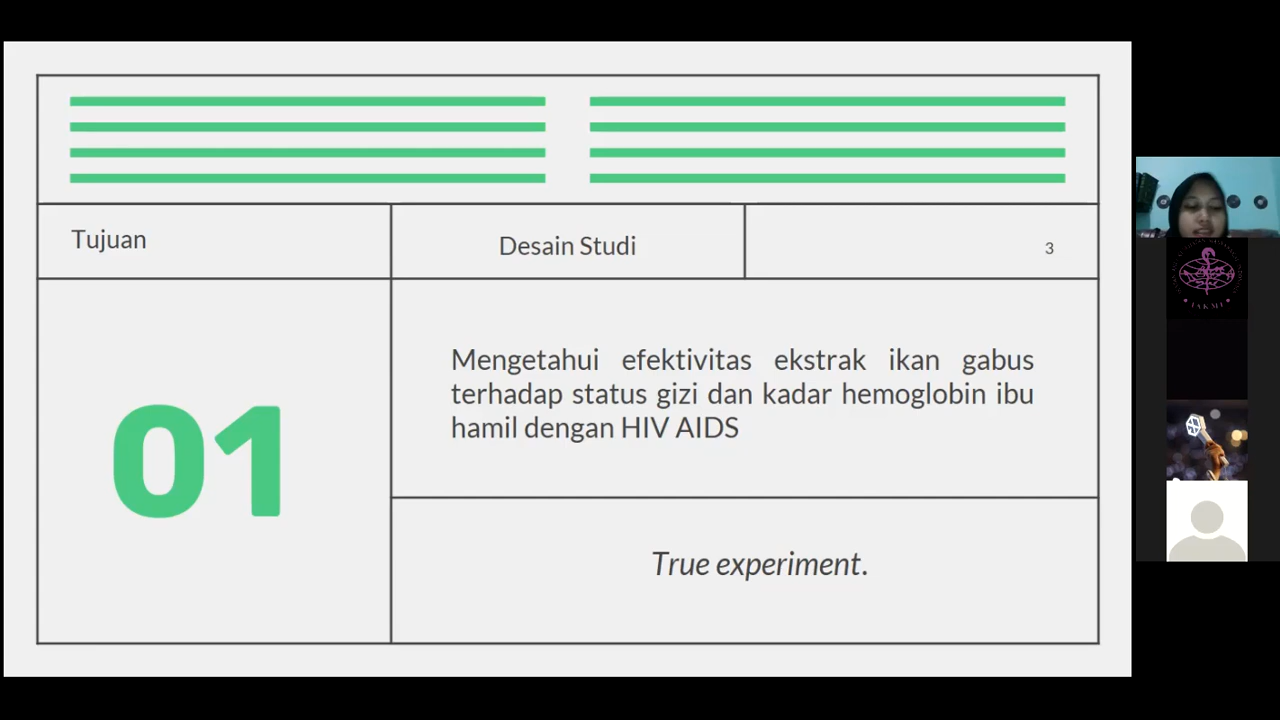 Tujuan
Desain Studi
3
01
Mengetahui efektivitas ekstrak ikan gabus
terhadap status gizi dan kadar hemoglobin ibu
hamil dengan HIV AIDS
True experiment.